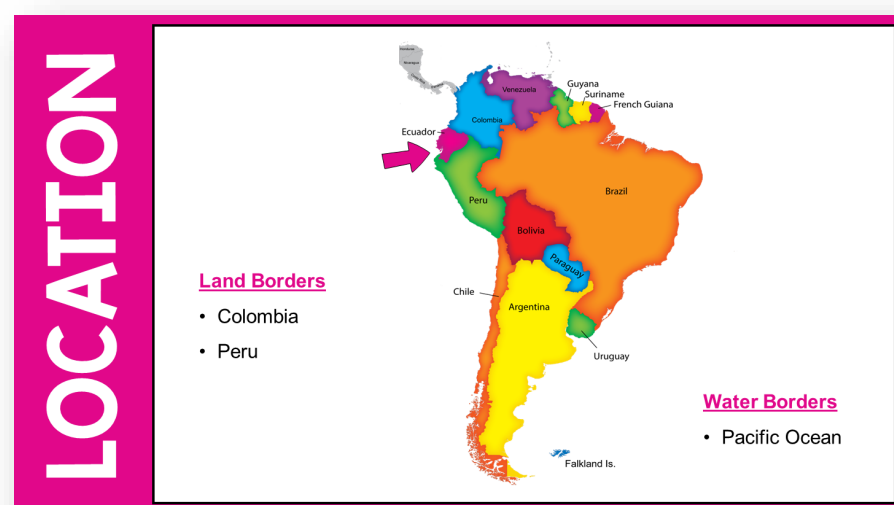 LOCATION
Venezuela
Guyana
Suriname
French Guiana
Colombia
Ecuador
Peru
Brazil
Bolivia
Paraguay
Chile
Argentina
Uruguay
Falkland Is.
Land Borders
• Colombia
• Peru
Water Borders
• Pacific Ocean